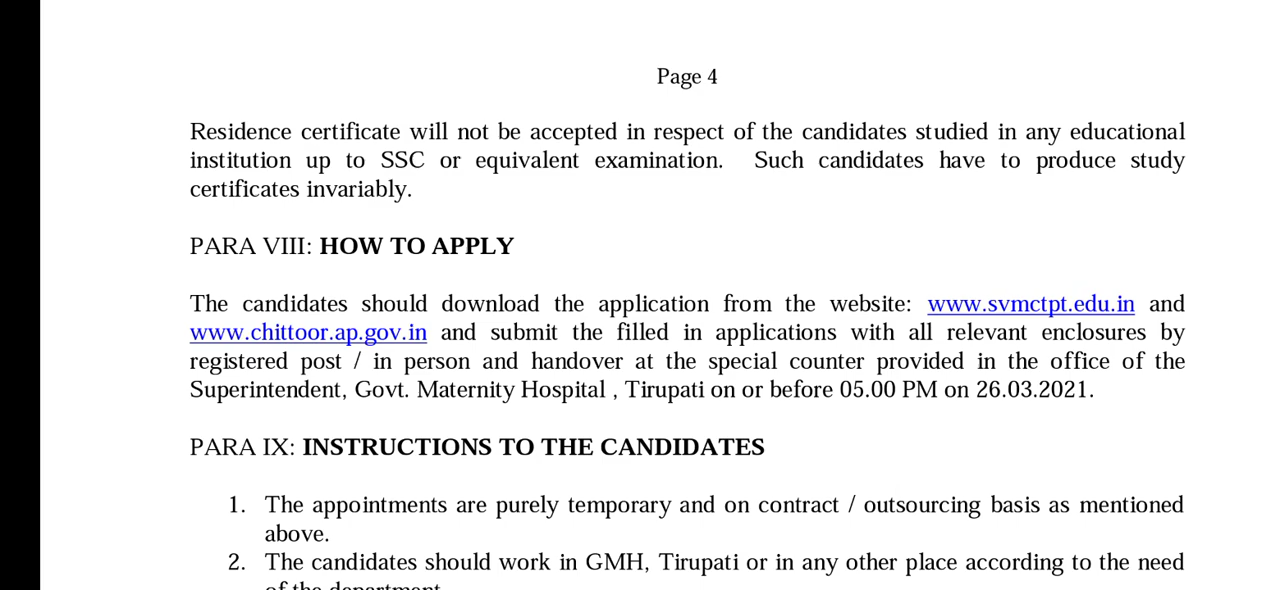 Page 4
Residence certificate will not be accepted in respect of the candidates studied in any educational
institution up to SSC or equivalent examination. Such candidates have to produce study
certificates invariably.
PARA VIII: HOW TO APPLY
The candidates should download the application from the website: www.svmctpt.edu.in and
www.chittoor.ap.gov.in and submit the filled in applications with all relevant enclosures by
registered post / in person and handover at the special counter provided in the office of the
Superintendent, Govt. Maternity Hospital , Tirupati on or before 05.00 PM on 26.03.2021.
PARA IX: INSTRUCTIONS TO THE CANDIDATES
1. The appointments are purely temporary and on contract / outsourcing basis as mentioned
above.
2. The candidates should work in GMH, Tirupati or in any other place according to the need
of the department